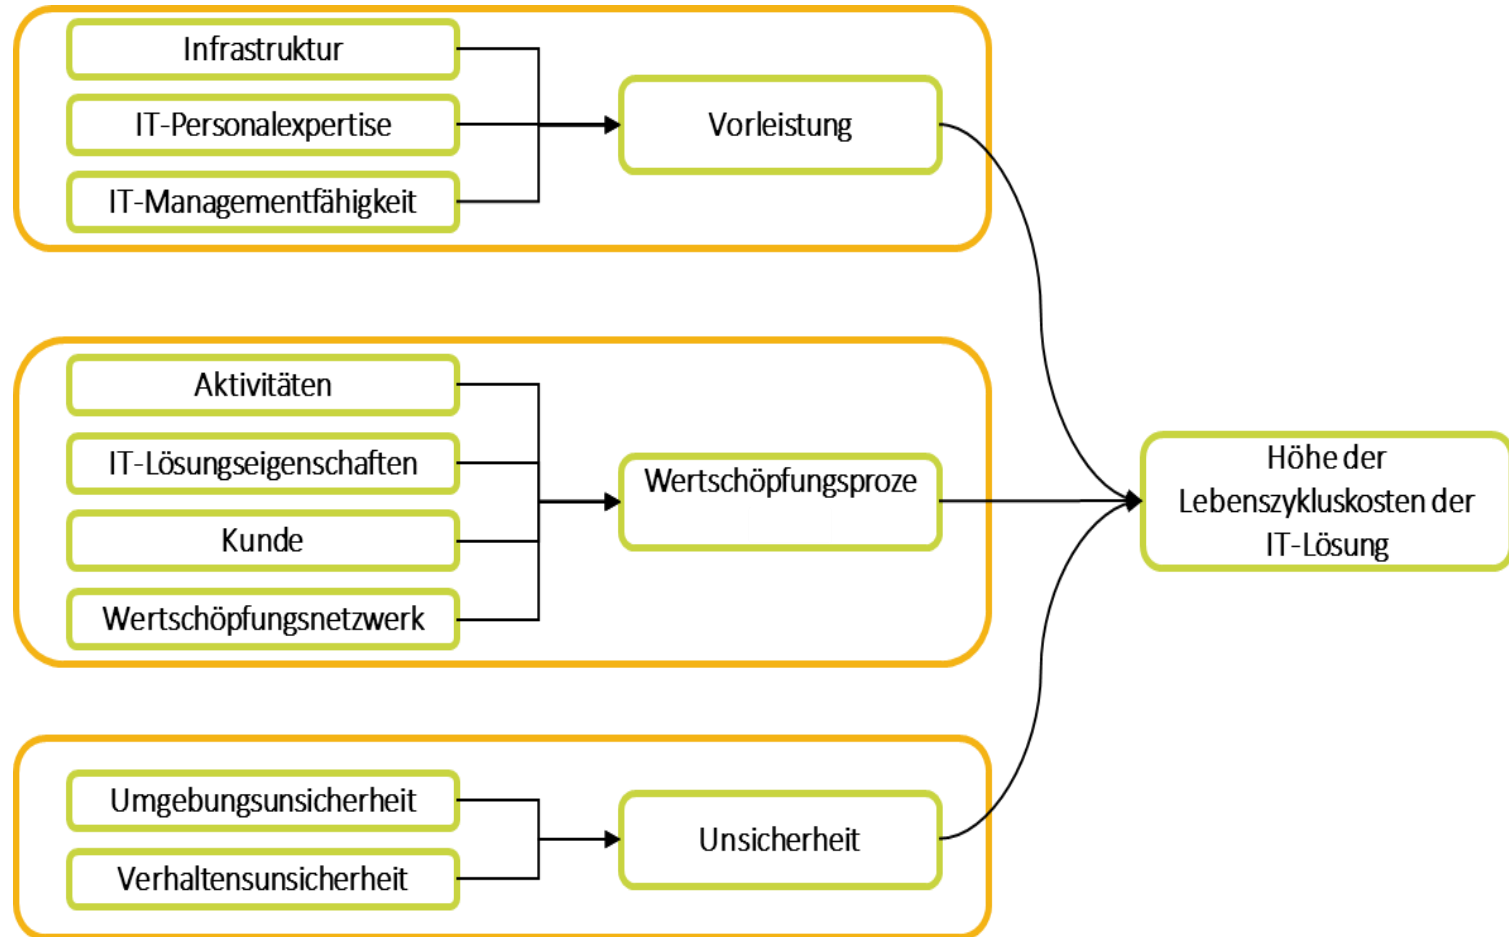 Infrastruktur
IT-Personalexpertise
IT-Managementfähigkeit
Vorleistung
Aktivitäten
IT-Lösungseigenschaften
Kunde
Wertschöpfungsnetzwerk
Wertschöpfungsproze
Umgebungsunsicherheit
Verhaltensunsicherheit
Unsicherheit
Höhe der
Lebenszykluskosten der
IT-Lösung